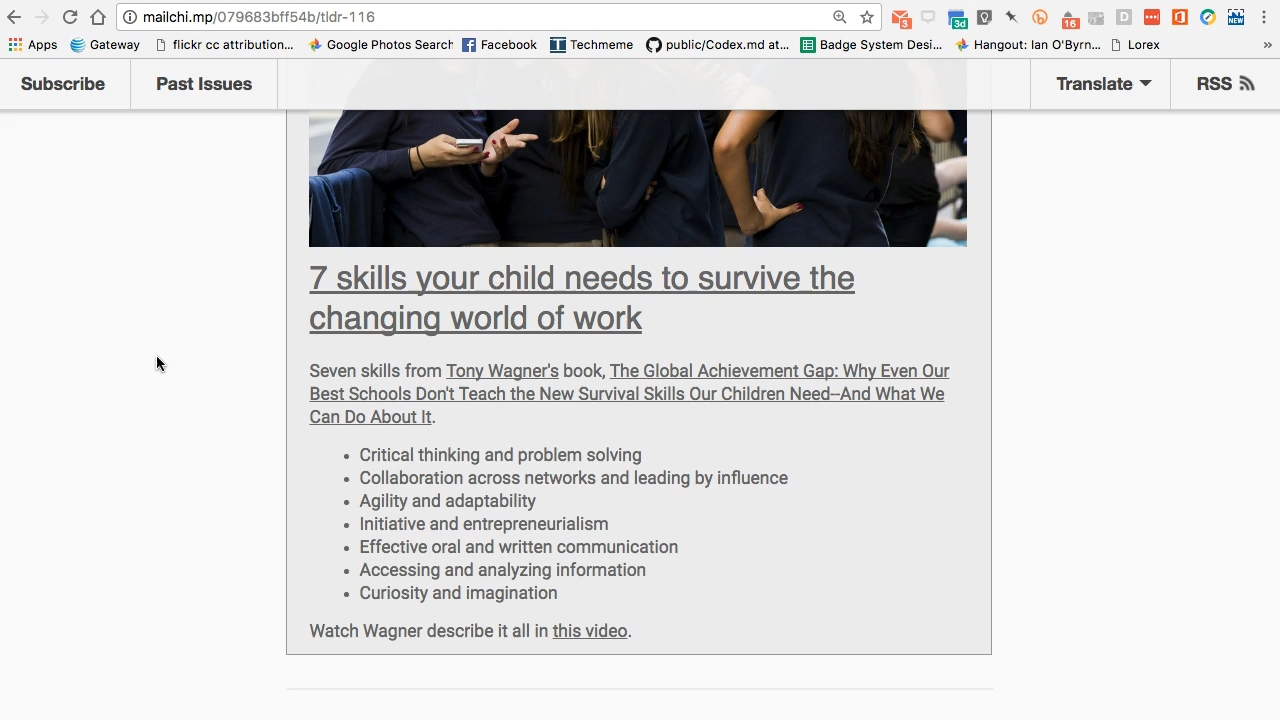 mailchi.mp/079683bff54b/tldr-116
3
3d
16
D
NEW
Apps
Gateway
flickr cc attribution...
Google Photos Search
Facebook
Techmeme
public/Codex.md at...
Badge System Desi...
Hangout: Ian O'Byrn...
Lorex
»
Subscribe
Past Issues
Translate
RSS
7 skills your child needs to survive the
changing world of work
Seven skills from Tony Wagner's book, The Global Achievement Gap: Why Even Our
Best Schools Don't Teach the New Survival Skills Our Children Need--And What We
Can Do About It.
• Critical thinking and problem solving
• Collaboration across networks and leading by influence
• Agility and adaptability
• Initiative and entrepreneurialism
• Effective oral and written communication
• Accessing and analyzing information
• Curiosity and imagination
Watch Wagner describe it all in this video.